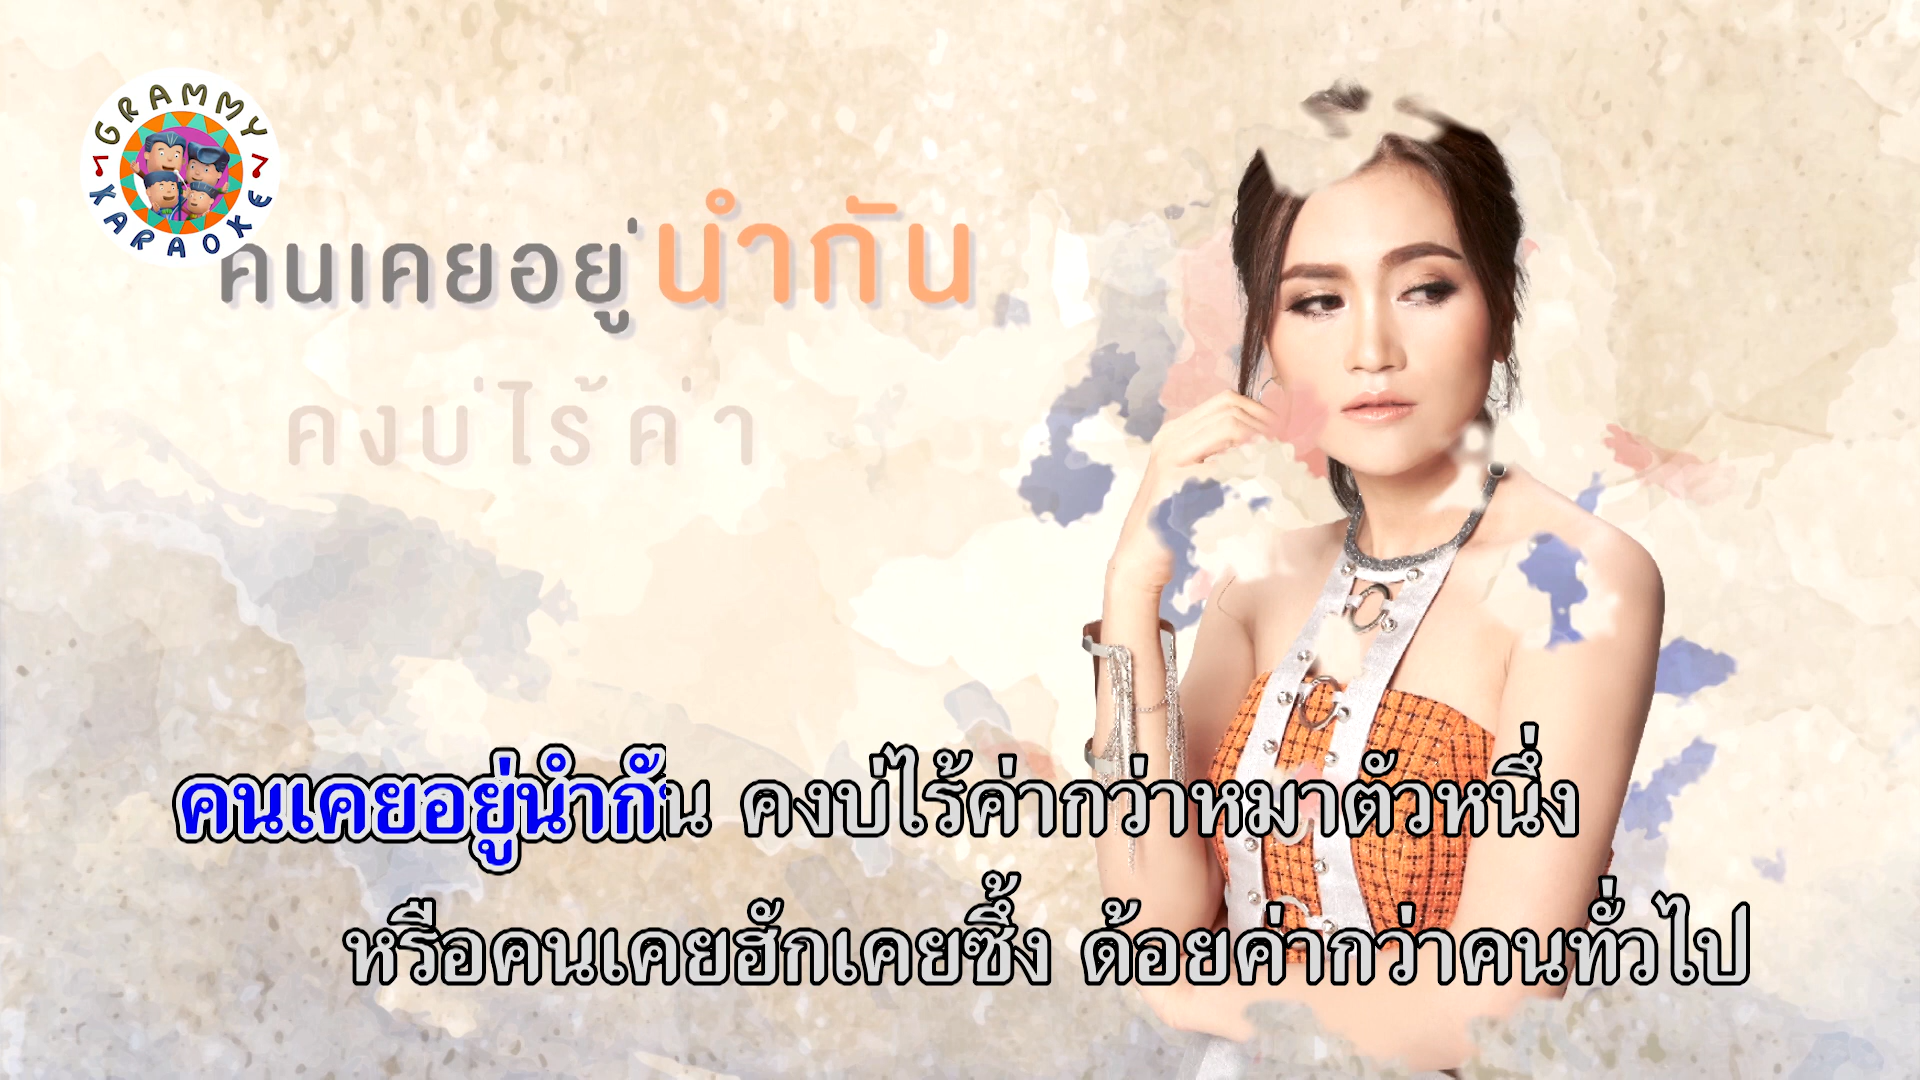 GRAMMY
KARAOKE
คนเคยอยู่นำกัน
คงบ่ไร้ค่า
คนเคยอยู่นำกัน คงบ่ไร้ค่ากว่าหมาตัวหนึ่ง
หรือคนเคยฮักเคยซึ้ง ด้อยค่ากว่าคนทั่วไป